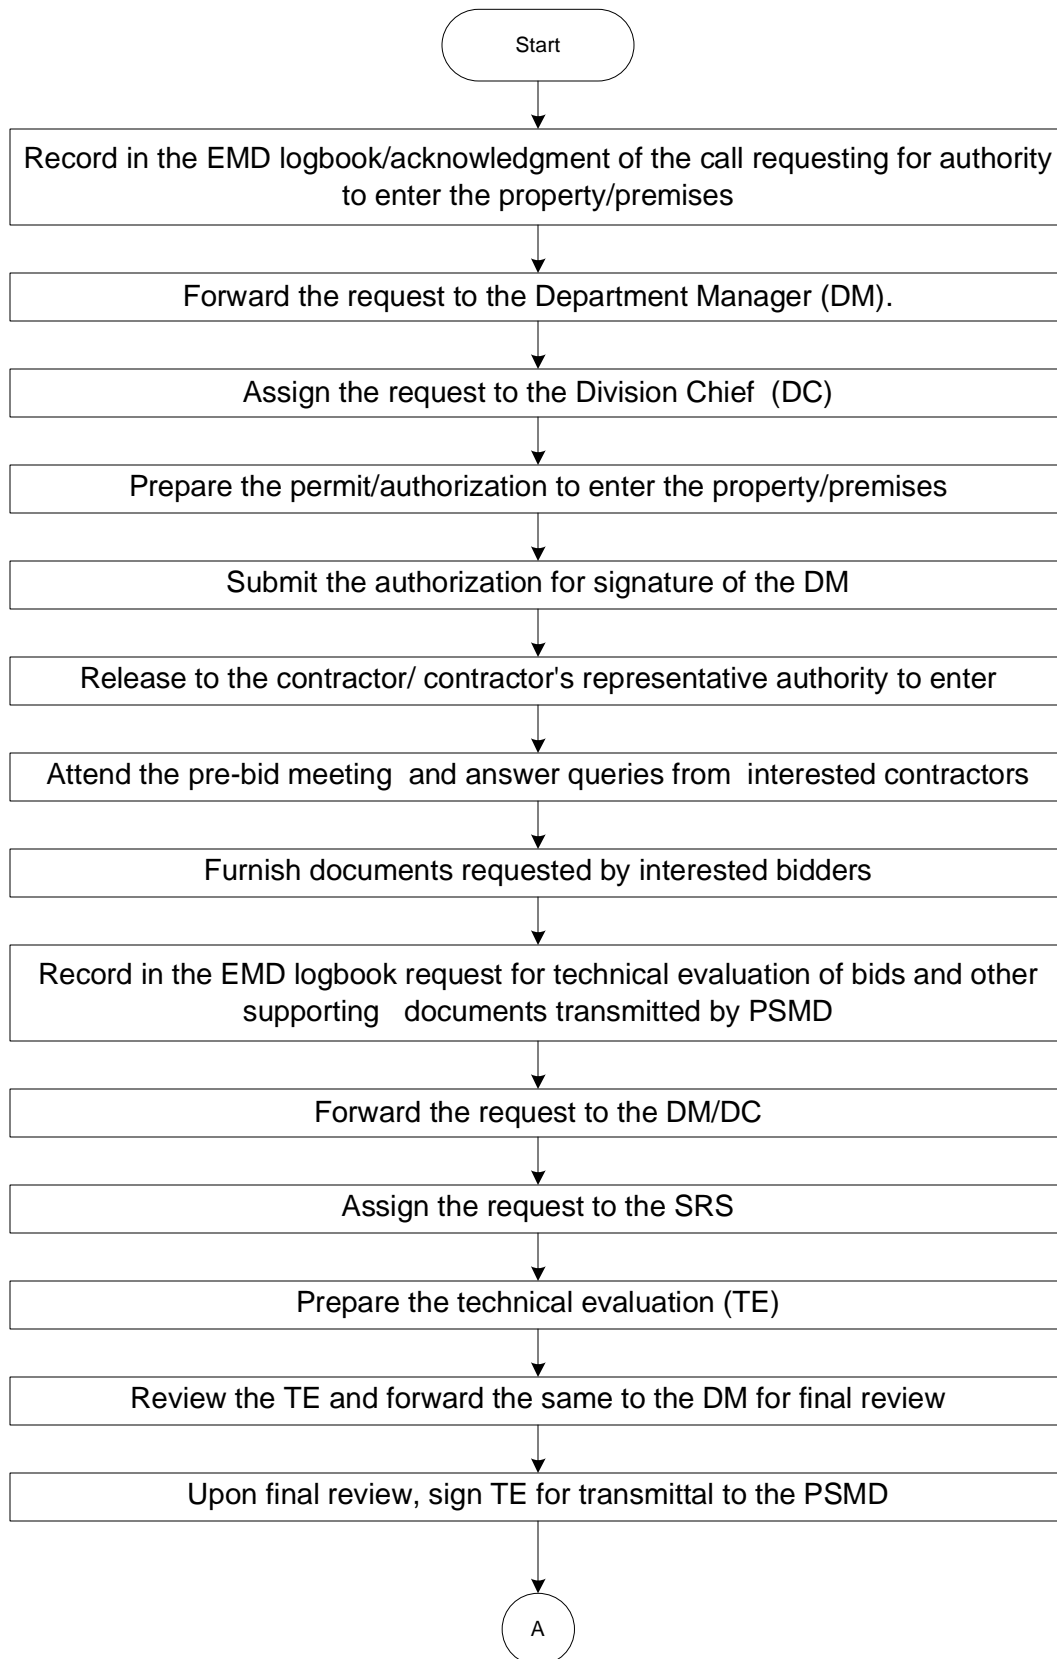 Start
Record in the EMD logbook/acknowledgment of the call requesting for authority
to enter the property/premises
Forward the request to the Department Manager (DM).
Assign the request to the Division Chief  (DC)
Prepare the permit/authorization to enter the property/premises
Submit the authorization for signature of the DM
Release to the contractor/ contractor's representative authority to enter
Attend the pre-bid meeting  and answer queries from  interested contractors
Furnish documents requested by interested bidders
Record in the EMD logbook request for technical evaluation of bids and other
supporting   documents transmitted by PSMD
Forward the request to the DM/DC
Assign the request to the SRS
Prepare the technical evaluation (TE)
Review the TE and forward the same to the DM for final review
Upon final review, sign TE for transmittal to the PSMD
A